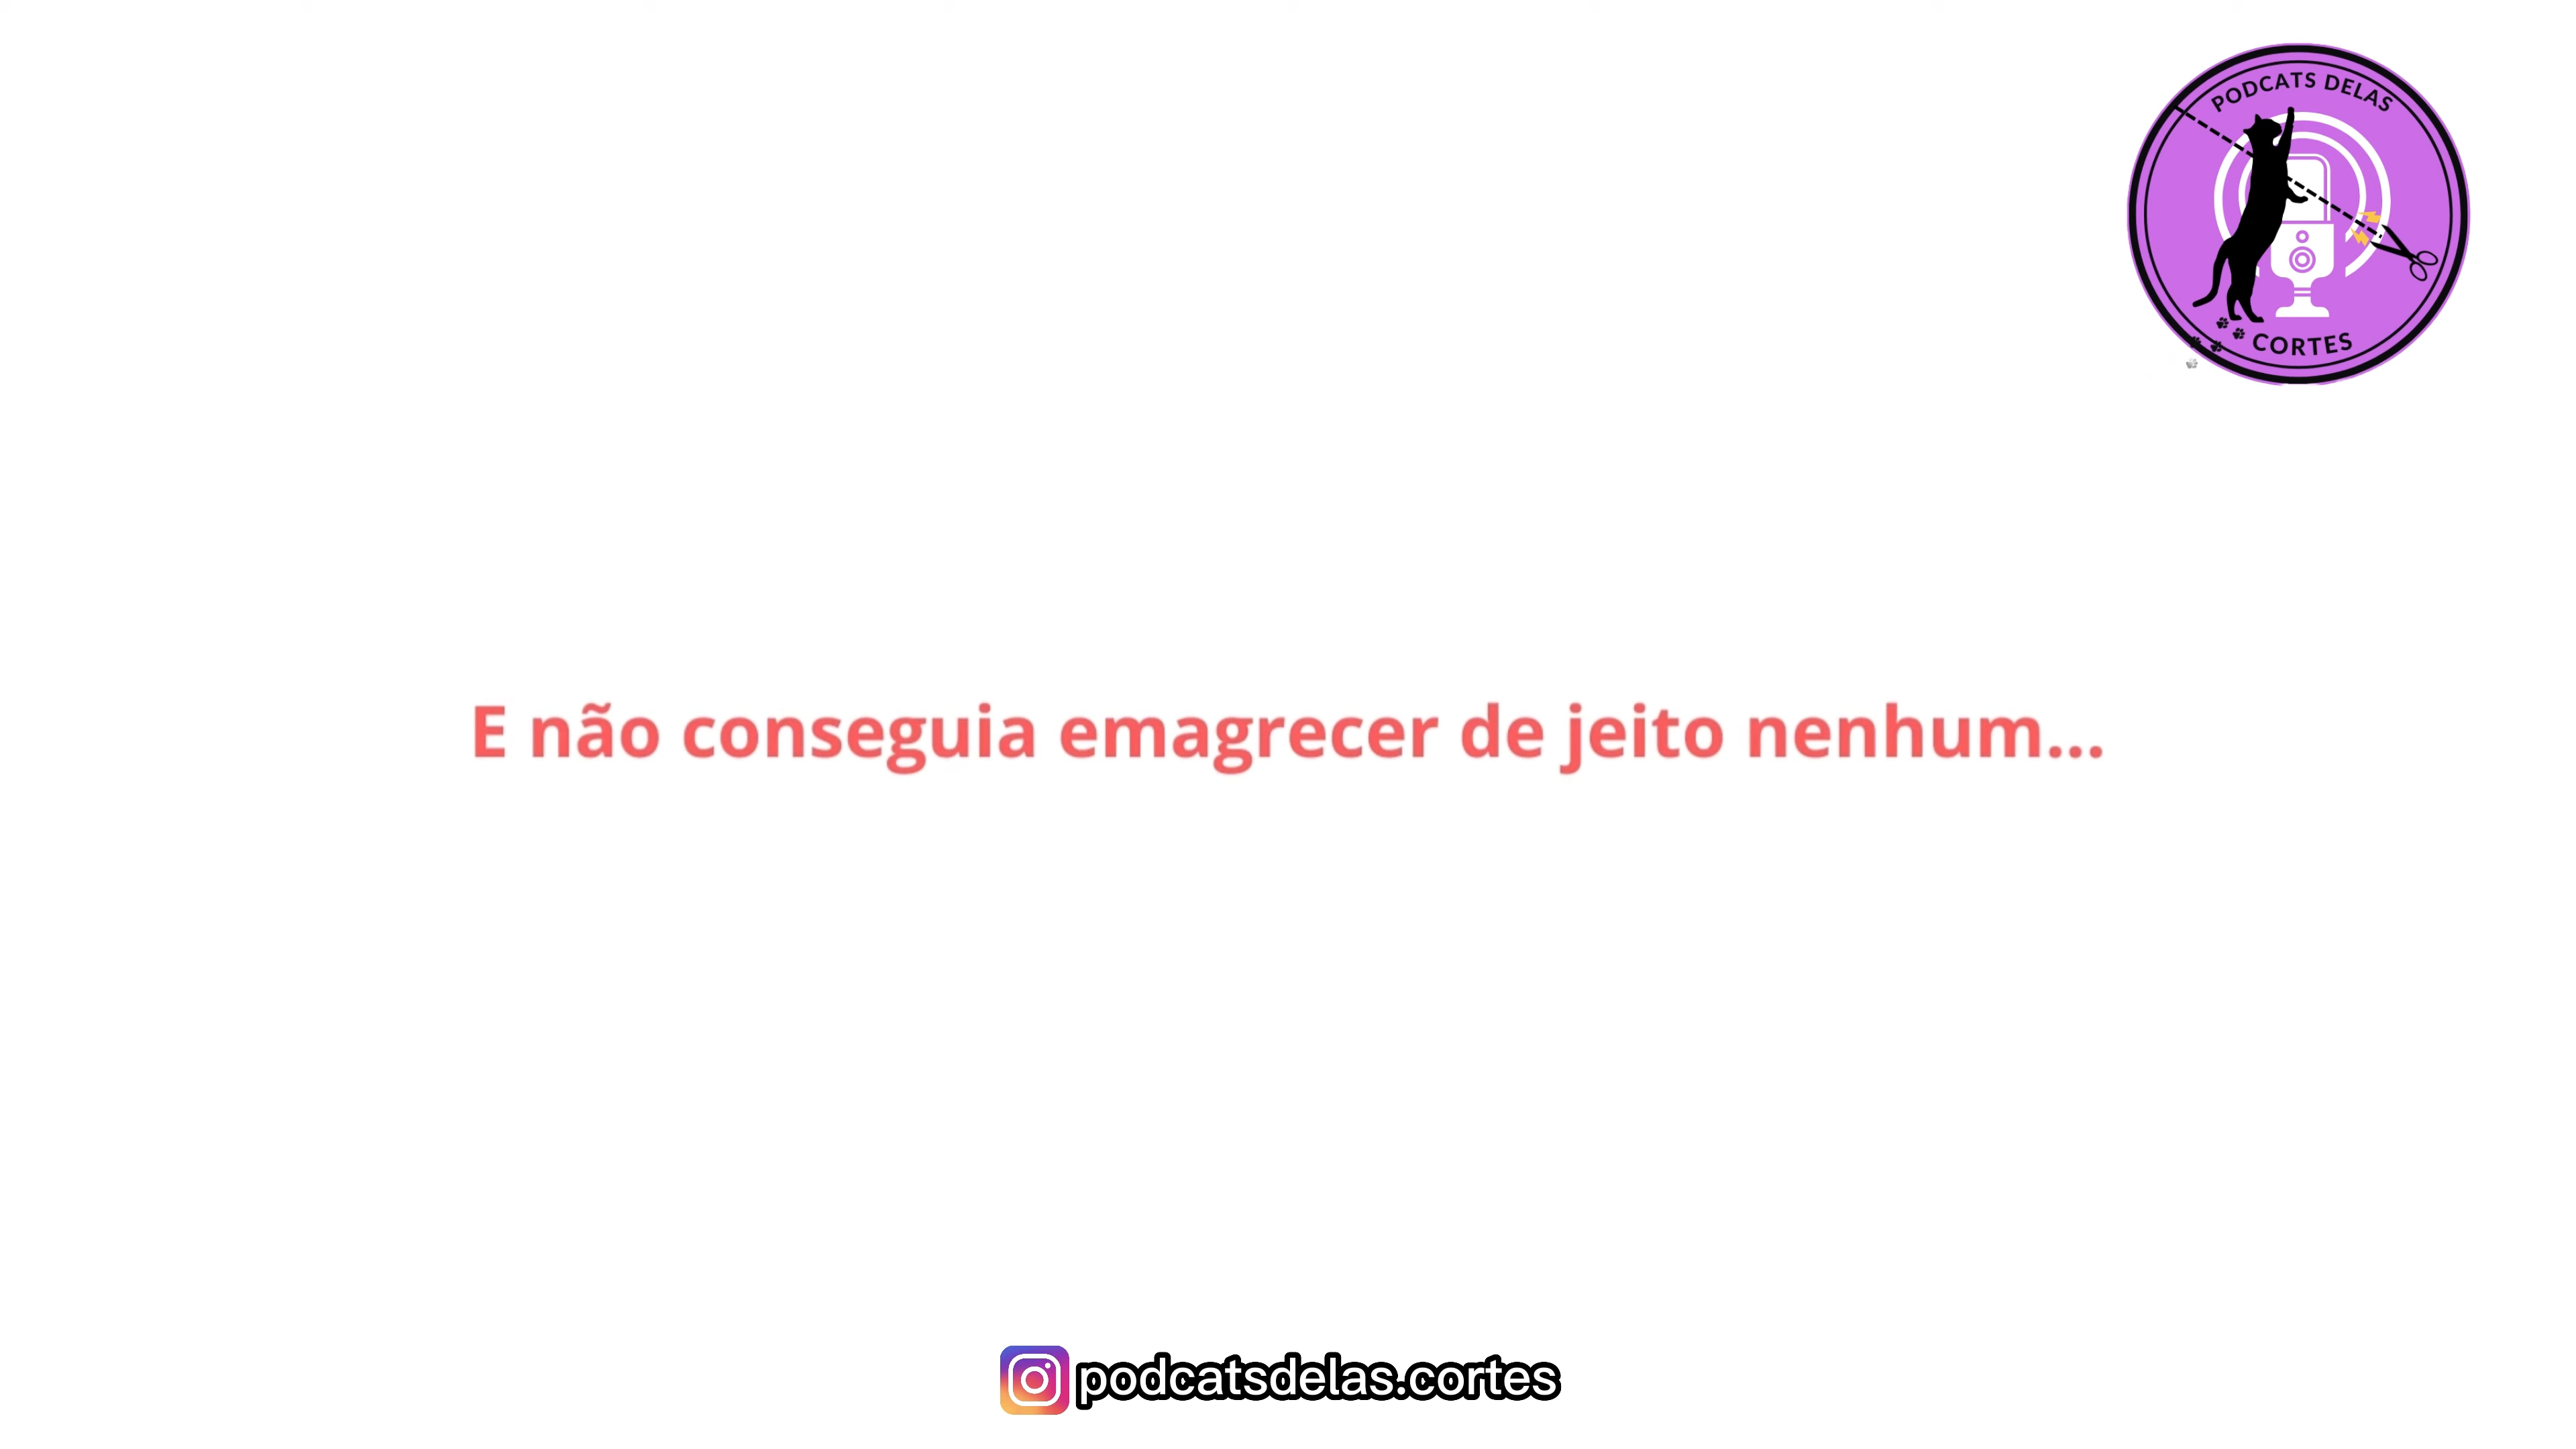 PODCATS DELAS
CORTES
E não conseguia emagrecer de jeito nenhum...
podcatsdelas.cortes